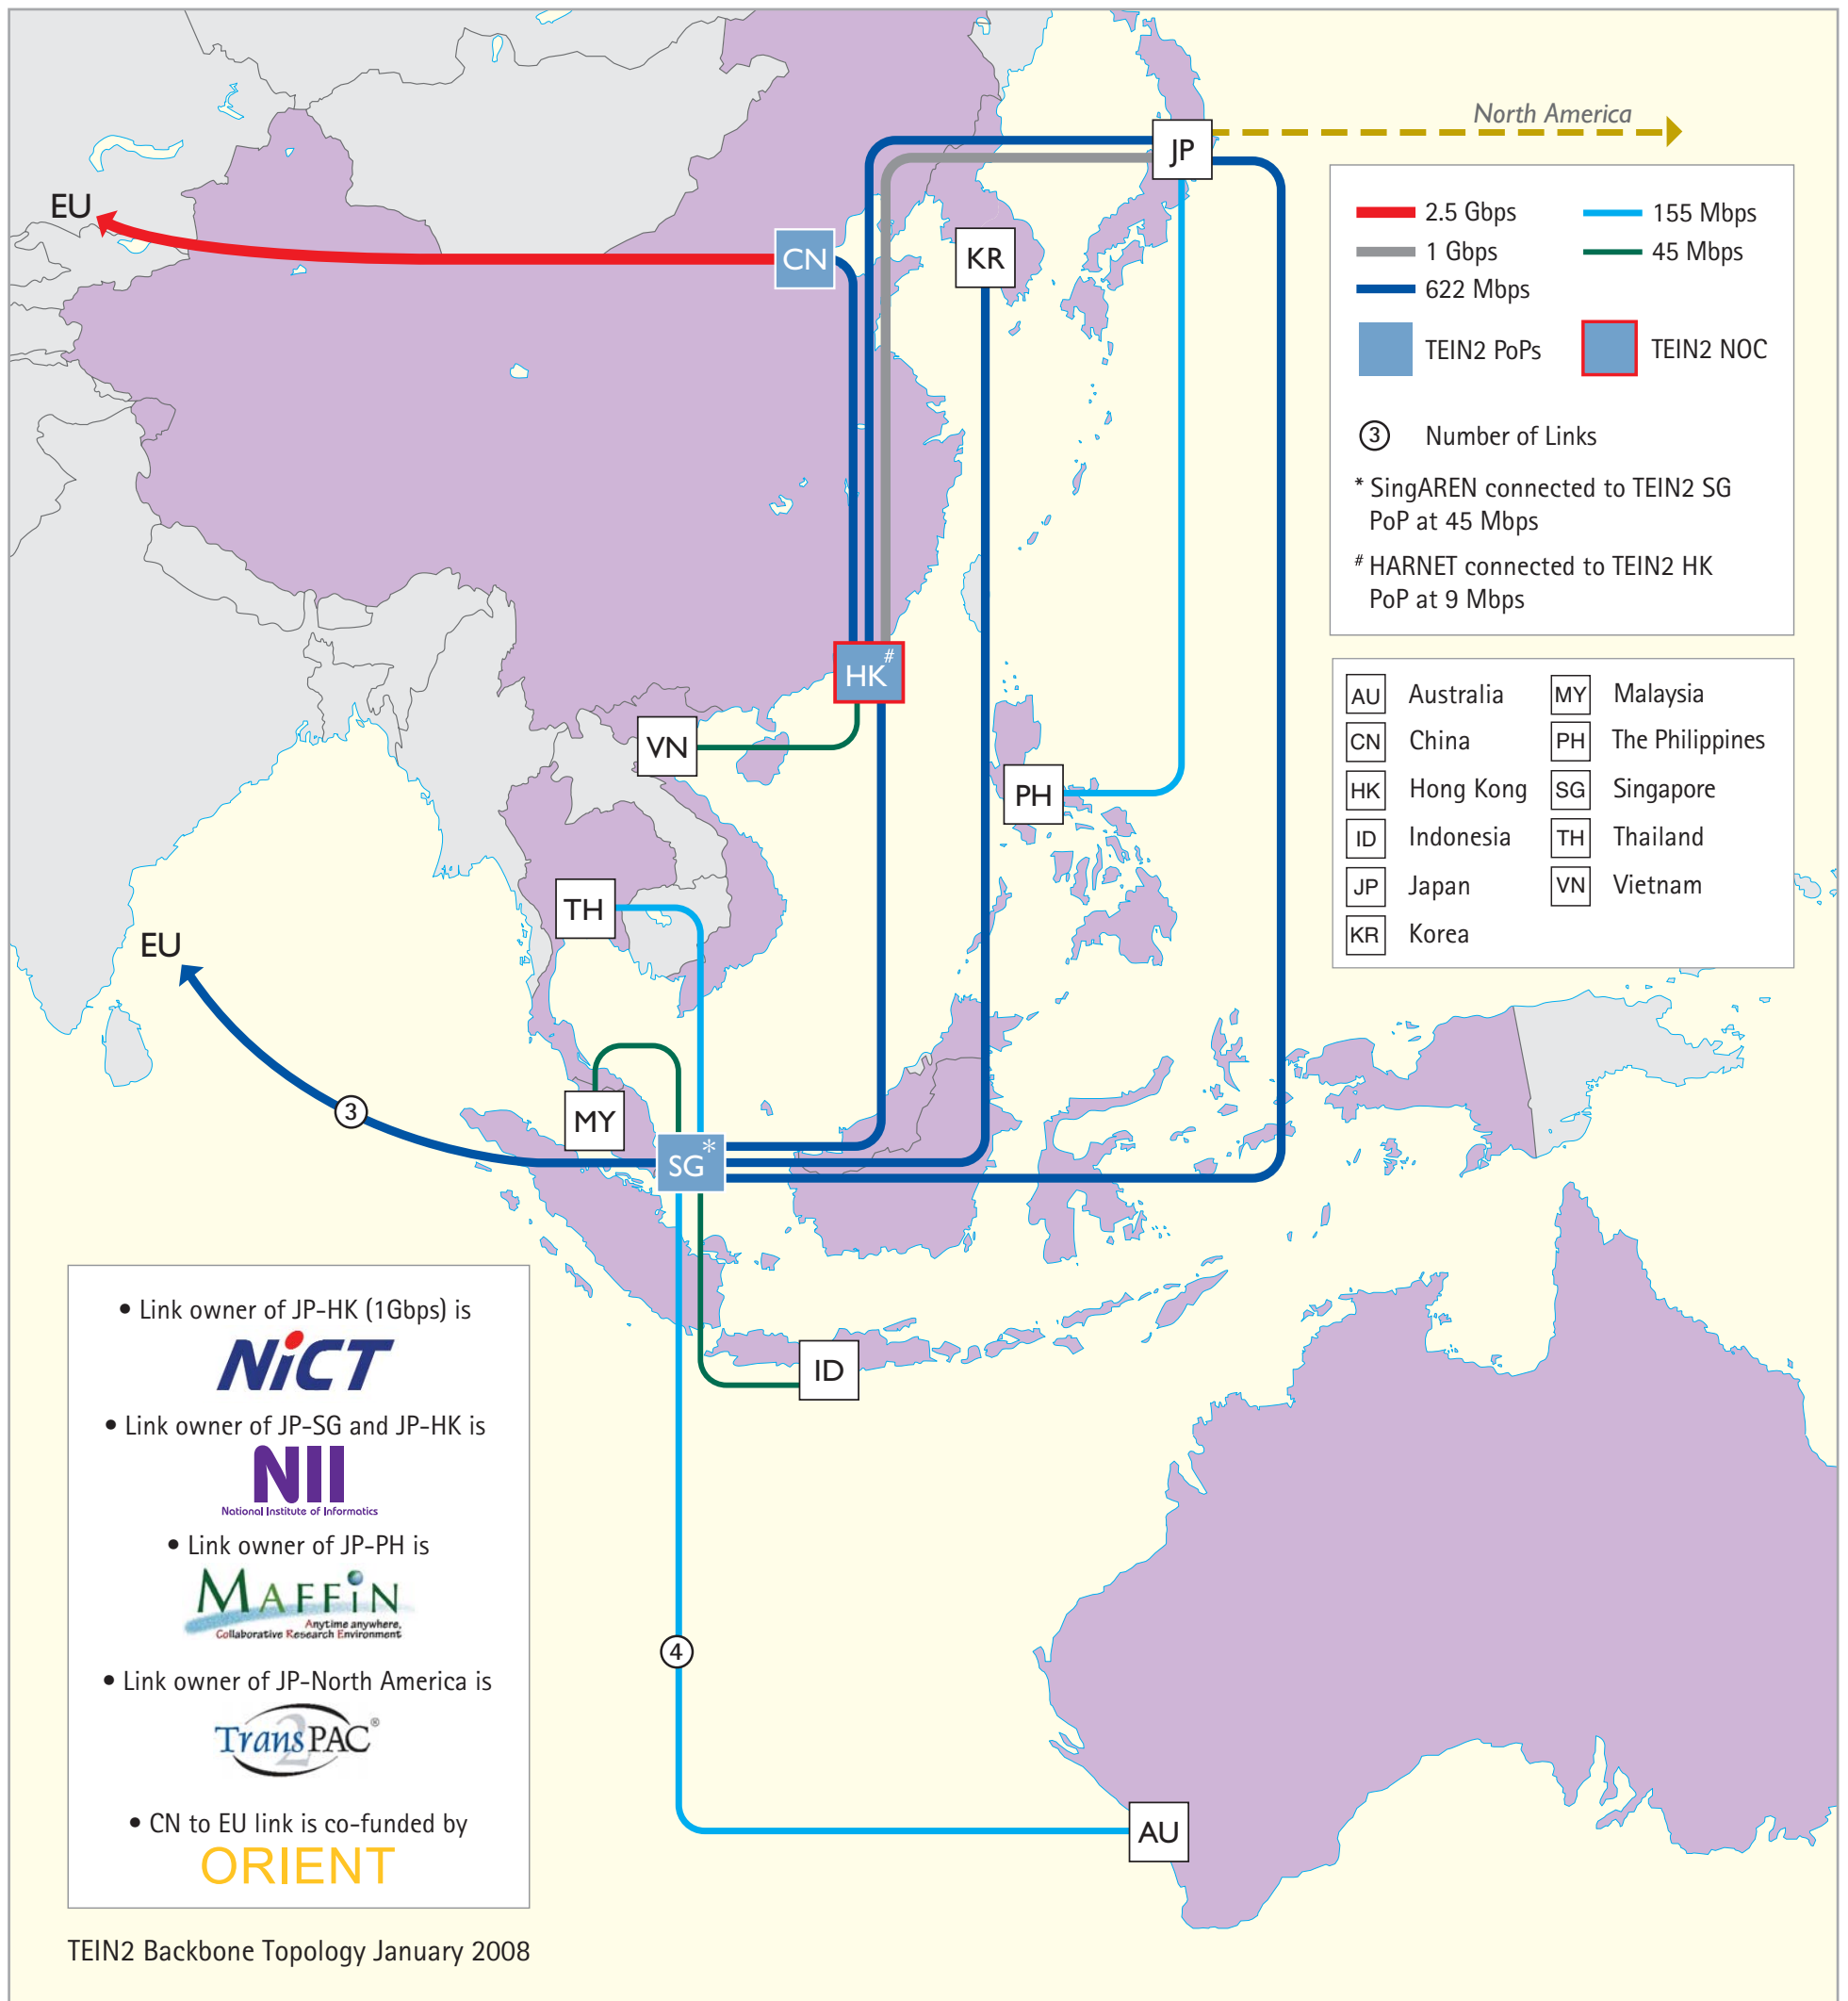 North America
JP
EU
CN
KR
2.5 Gbps
155 Mbps
1 Gbps
45 Mbps
622 Mbps
TEIN2 PoPs
TEIN2 NOC
3 Number of Links
* SingAREN connected to TEIN2 SG
PoP at 45 Mbps
# HARNET connected to TEIN2 HK
PoP at 9 Mbps
HK#
VN
PH
TH
EU
AU Australia
MY Malaysia
CN China
PH The Philippines
HK Hong Kong
SG Singapore
ID Indonesia
TH Thailand
JP Japan
VN Vietnam
KR Korea
3
MY
SG*
ID
• Link owner of JP-HK (1Gbps) is
NiCT
• Link owner of JP-SG and JP-HK is
NII
National Institute of Informatics
• Link owner of JP-PH is
MAFFiN
Anytime anywhere,
Collaborative Research Environment
• Link owner of JP-North America is
TransPAC2®
• CN to EU link is co-funded by
ORIENT
4
AU
TEIN2 Backbone Topology January 2008